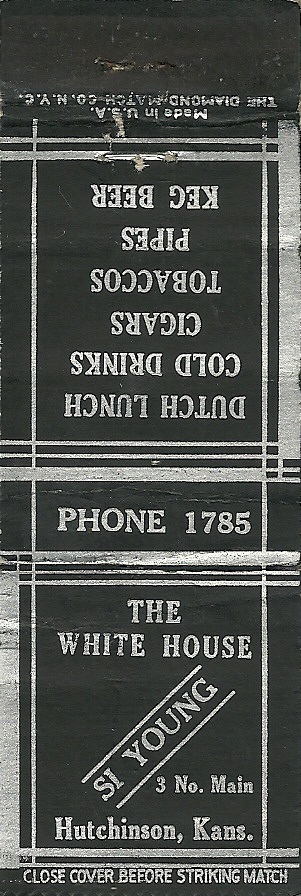 Made in U.S.A.
THE DIAMOND MATCH CO. N.Y.C.
DUTCH LUNCH
COLD DRINKS
CIGARS
TOBACCOS
PIPES
KEG BEER
PHONE 1785
THE
WHITE HOUSE
SI YOUNG
3 No. Main
Hutchinson, Kans.
CLOSE COVER BEFORE STRIKING MATCH